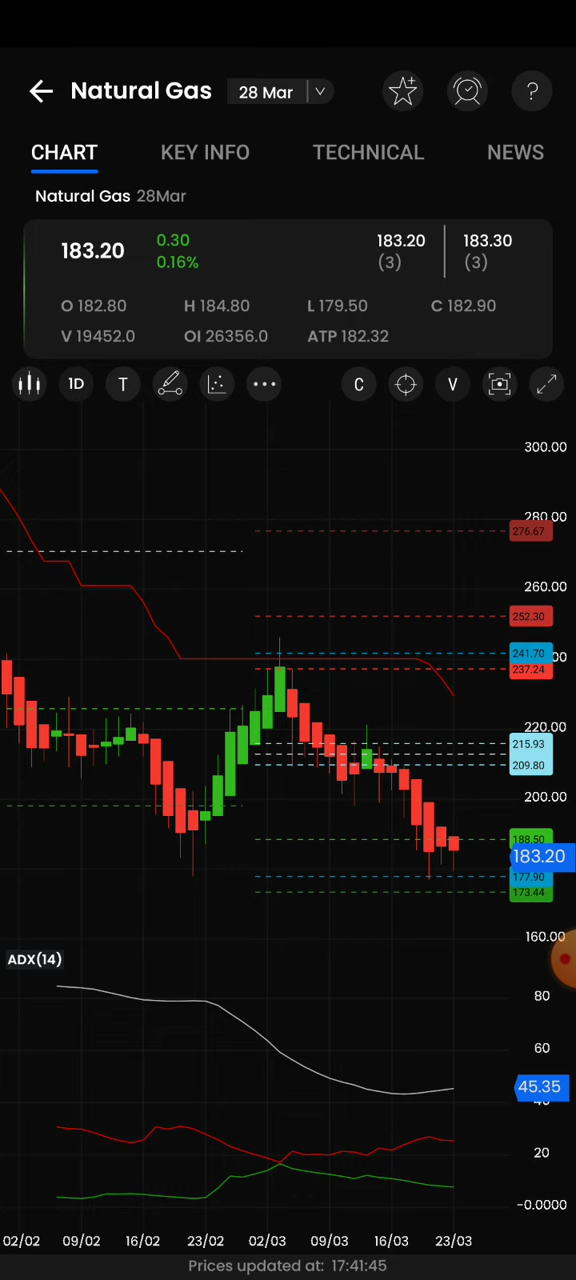 Natural Gas 28 Mar
?
CHART KEY INFO TECHNICAL NEWS
Natural Gas 28Mar
183.20 0.30 183.20 183.30
0.16% (3) (3)
O 182.80 H 184.80 L 179.50 C 182.90
V 19452.0 OI 26356.0 ATP 182.32
1D T C V
300.00
280.00
276.67
260.00
252.30
241.70
237.24
220.00
215.93
209.80
200.00
188.50
183.20
177.90
173.44
160.00
ADX(14)
80
60
45.35
40
20
-0.0000
02/02 09/02 16/02 23/02 02/03 09/03 16/03 23/03
Prices updated at: 17:41:45